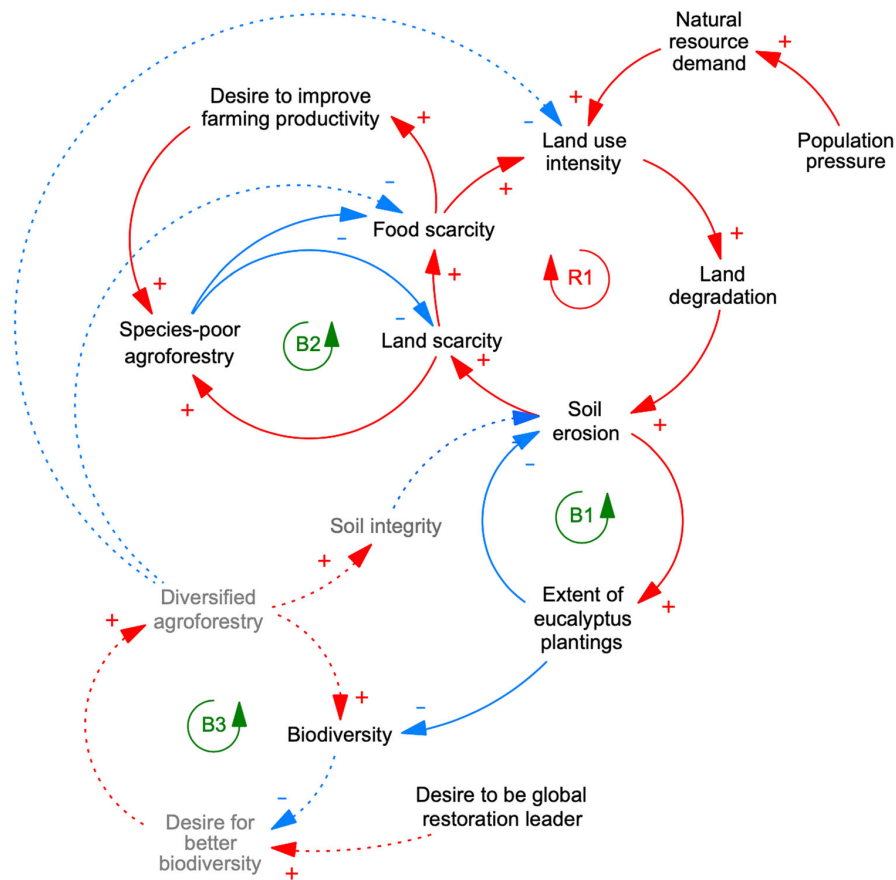 Natural
resource
demand
+
Desire to improve
farming productivity
+
+
−
Land use
intensity
Population
pressure
+
−
+
Food scarcity
−
+
+
R1
Land
degradation
+
Species-poor
agroforestry
−
B2
Land scarcity
+
+
Soil
erosion
+
−
Soil integrity
B1
+
Diversified
agroforestry
+
Extent of
eucalyptus
plantings
+
+
−
B3
Biodiversity
−
Desire to be global
restoration leader
Desire for
better
biodiversity
+